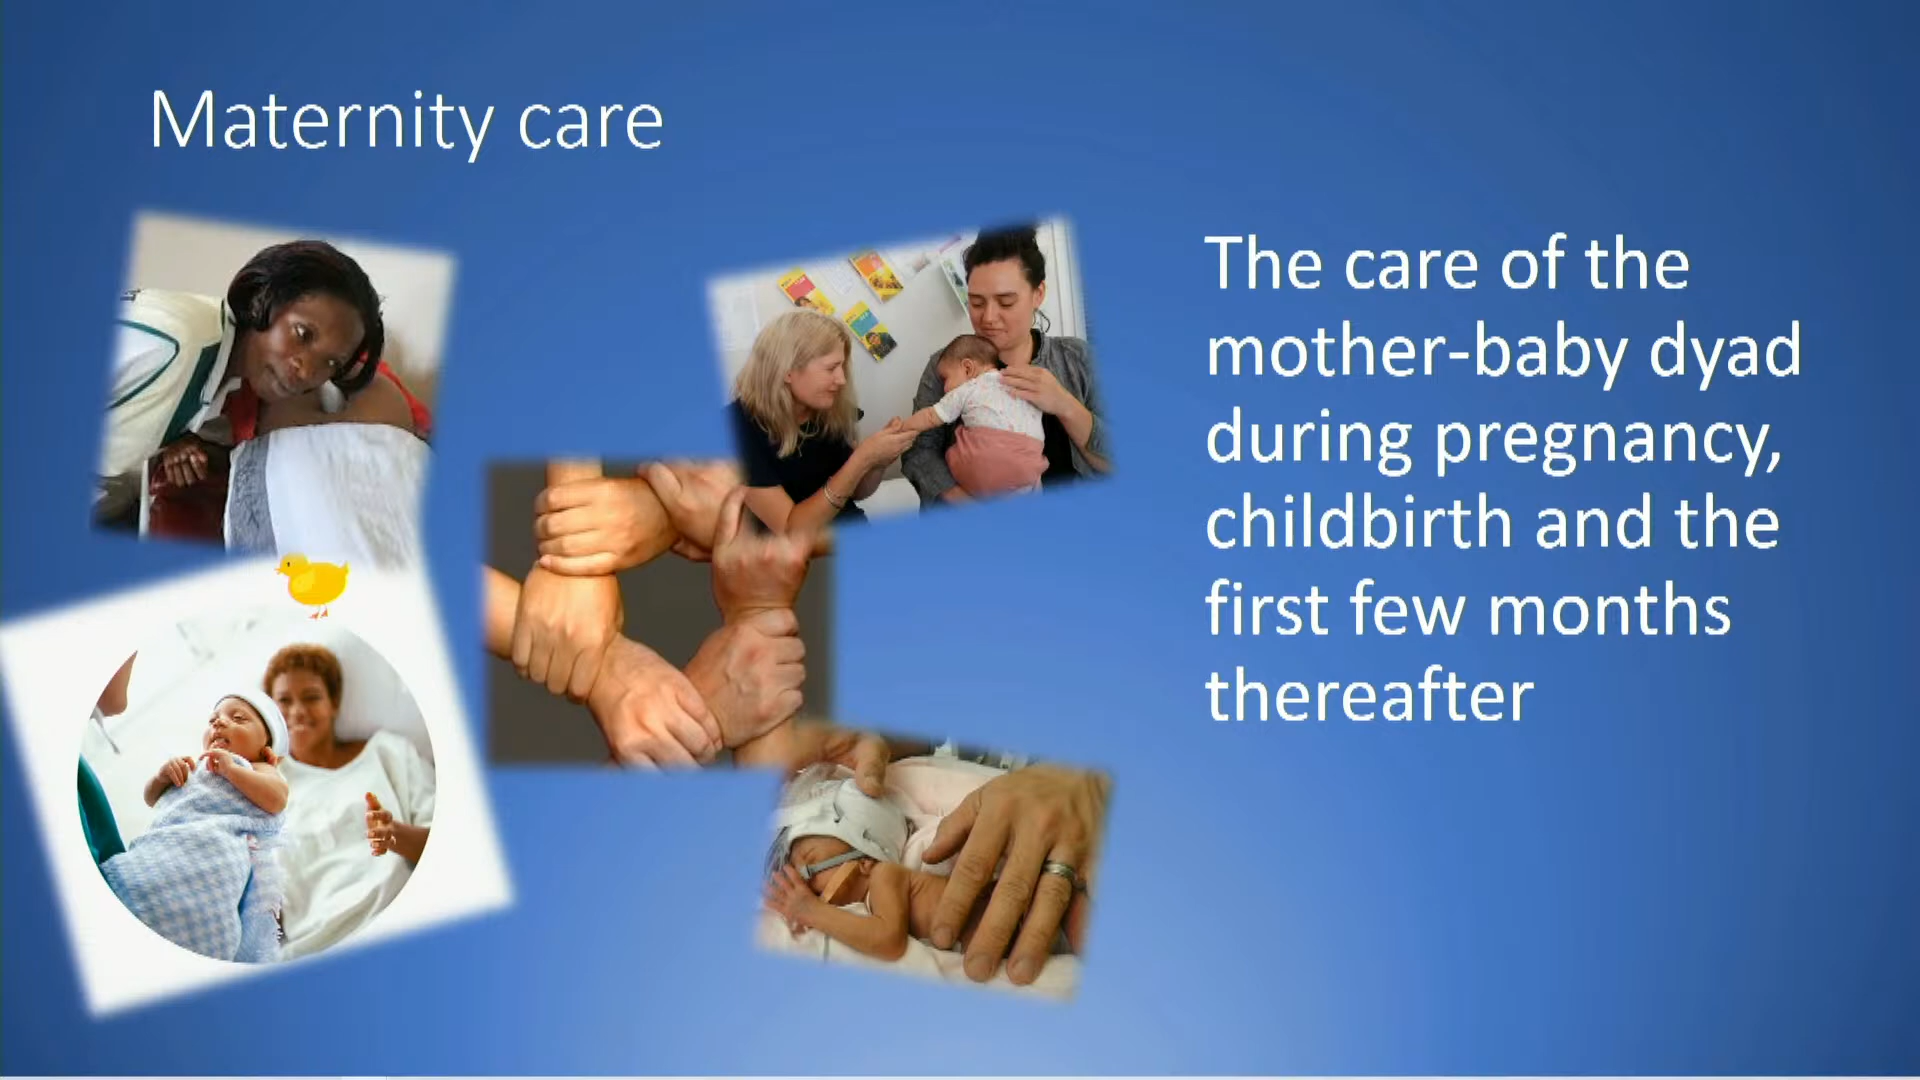 Maternity care
The care of the
mother-baby dyad
during pregnancy,
childbirth and the
first few months
thereafter